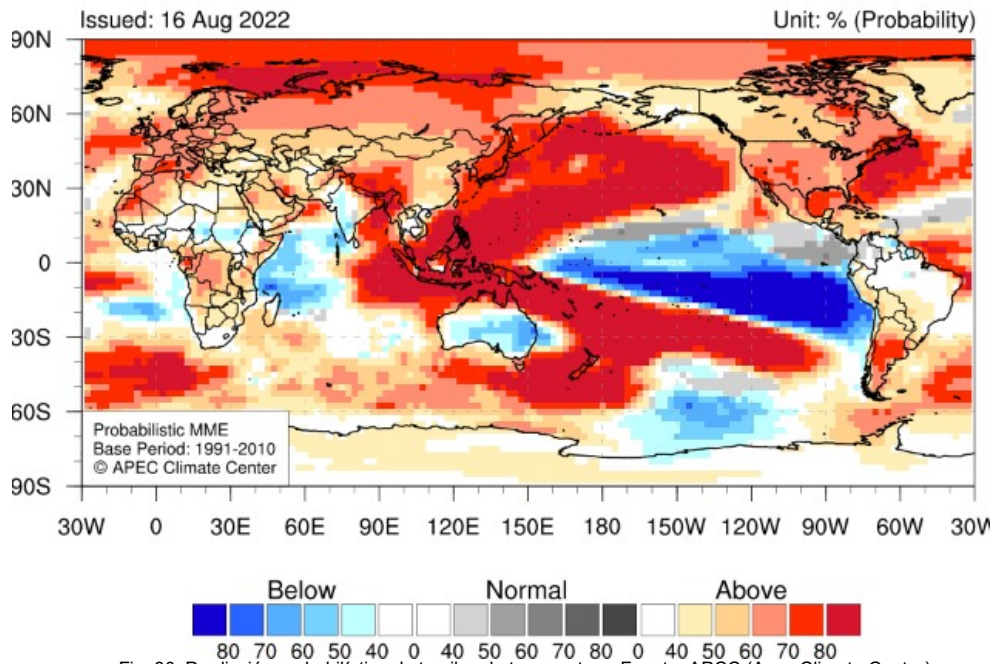 Issued: 16 Aug 2022 Unit: % (Probability)
90N
60N
30N
0
30S
60S
90S
Probabilistic MME
Base Period: 1991-2010
© APEC Climate Center
30W 0 30E 60E 90E 120E 150E 180 150W 120W 90W 60W 30W
Below Normal Above
80 70 60 50 40 0 40 50 60 70 80 0 40 50 60 70 80